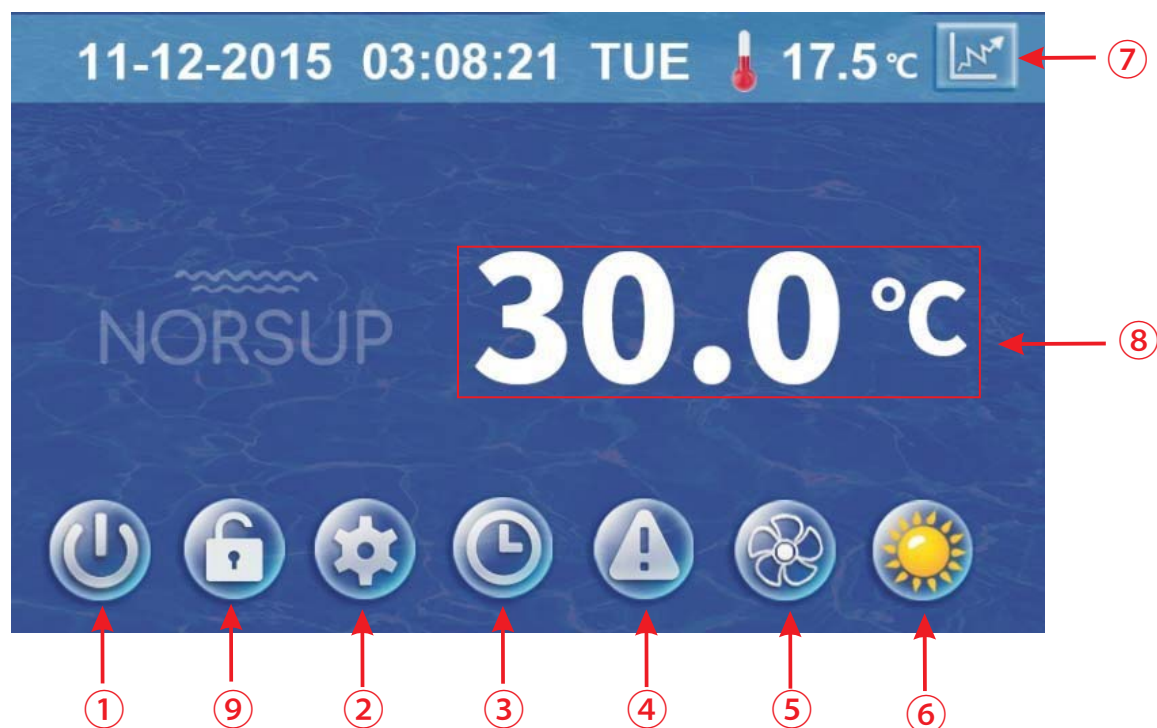 11-12-2015 03:08:21 TUE 17.5 ℃
⑦
NORSUP
30.0 °C
⑧
① ⑨ ② ③ ④ ⑤ ⑥